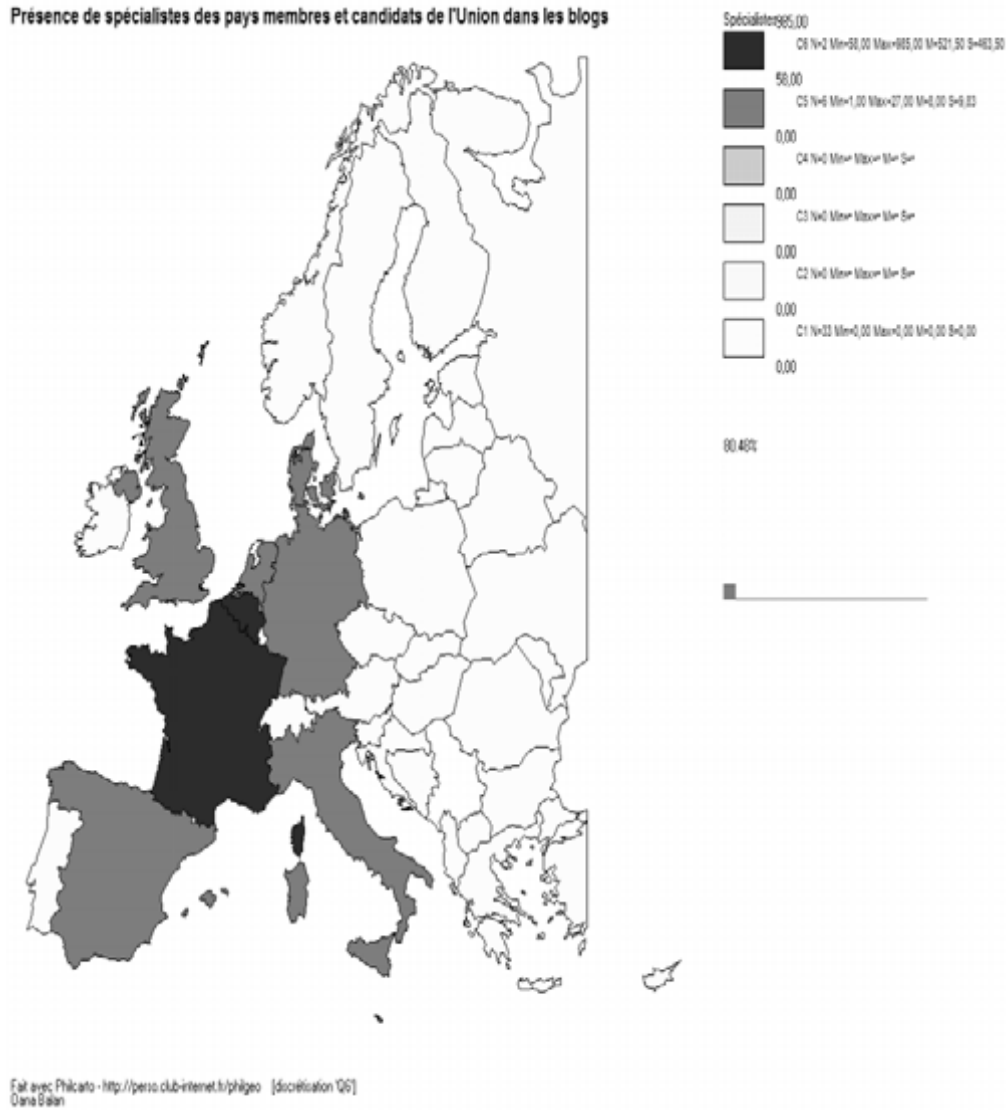 Présence de spécialistes des pays membres et candidats de l'Union dans les blogs
Spécialistes985,00
C6 N=2 Min=58,00 Max=985,00 M=521,50 S=463,50
58,00
C5 N=6 Min=1,00 Max=27,00 M=8,00 S=9,83
0,00
C4 N=0 Min= Max= M= S=
0,00
C3 N=0 Min= Max= M= S=
0,00
C2 N=0 Min= Max= M= S=
0,00
C1 N=33 Min=0,00 Max=0,00 M=0,00 S=0,00
0,00
80.48%
Fait avec Philcarto - http://perso.club-internet.fr/philgeo [discrétisation 'Q6']
Dana Balan